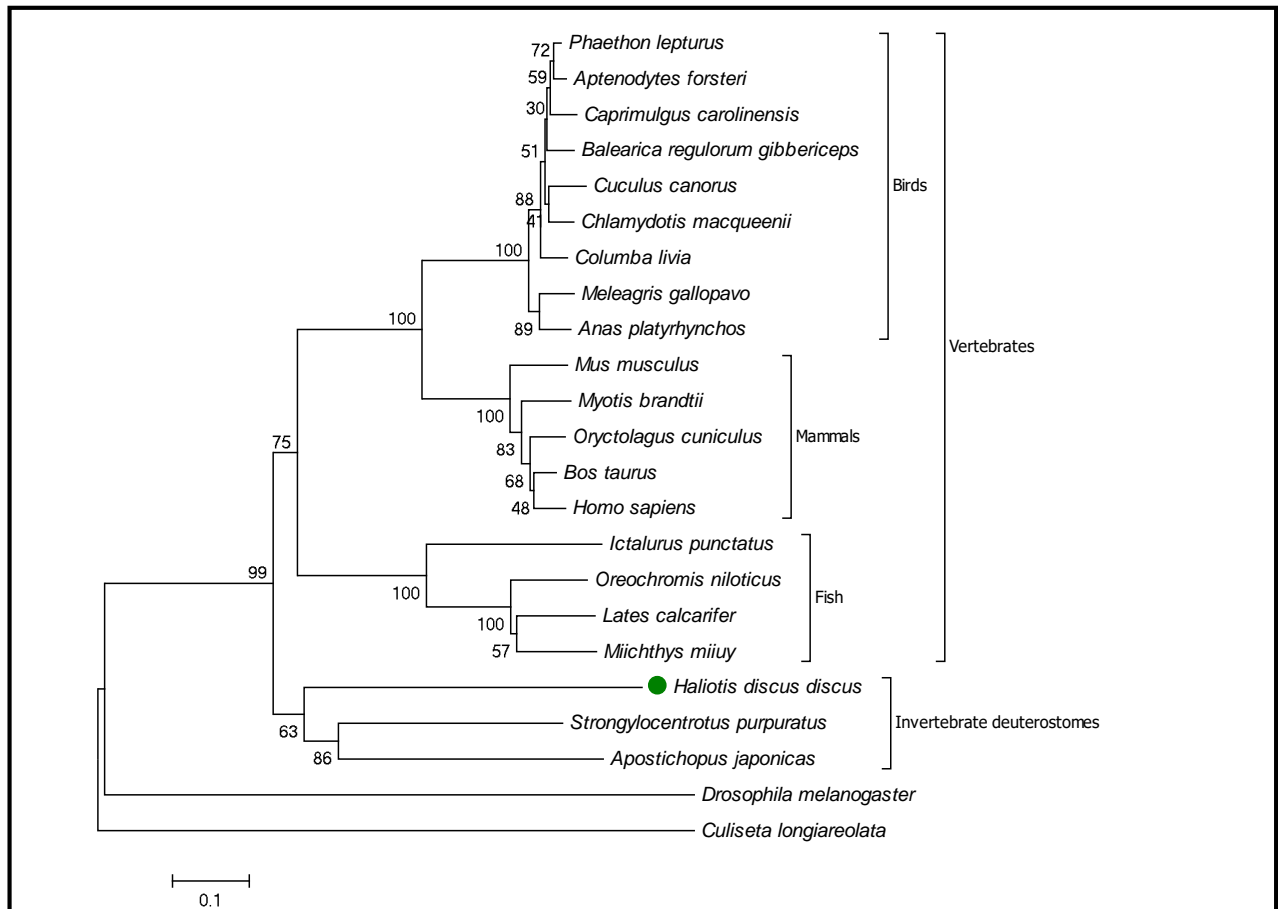 72
Phaethon lepturus
59
Aptenodytes forsteri
30
Caprimulgus carolinensis
51
Balearica regulorum gibbericeps
Birds
88
Cuculus canorus
41
Chlamydotis macqueenii
100
Columba livia
Meleagris gallopavo
89
Anas platyrhynchos
100
Vertebrates
Mus musculus
100
Myotis brandtii
83
Oryctolagus cuniculus
Mammals
75
68
Bos taurus
48
Homo sapiens
Ictalurus punctatus
99
100
Oreochromis niloticus
Fish
100
Lates calcarifer
57
Miichthys miiuy
Haliotis discus discus
63
Strongylocentrotus purpuratus
Invertebrate deuterostomes
86
Apostichopus japonicas
Drosophila melanogaster
Culiseta longiareolata
0.1